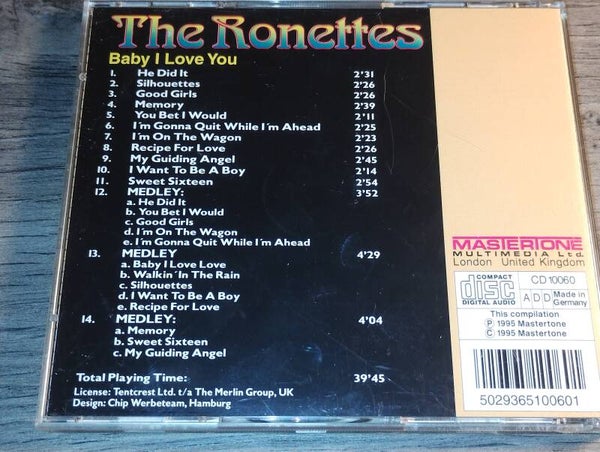 The Ronettes
Baby I Love You
1. He Did It 2'31
2. Silhouettes 2'26
3. Good Girls 2'26
4. Memory 2'39
5. You Bet I Would 2'11
6. I´m Gonna Quit While I´m Ahead 2'25
7. I´m On The Wagon 2'23
8. Recipe For Love 2'26
9. My Guiding Angel 2'45
10. I Want To Be A Boy 2'14
11. Sweet Sixteen 2'54
12. MEDLEY: 3'52
a. He Did It
b. You Bet I Would
c. Good Girls
d. I´m On The Wagon
e. I´m Gonna Quit While I´m Ahead
13. MEDLEY 4'29
a. Baby I Love Love
b. Walkin´In The Rain
c. Silhouettes
d. I Want To Be A Boy
e. Recipe For Love
14. MEDLEY: 4'04
a. Memory
b. Sweet Sixteen
c. My Guiding Angel
Total Playing Time: 39'45
License: Tentcrest Ltd. t/a The Merlin Group, UK
Design: Chip Werbeteam, Hamburg
MASTERTONE
MULTIMEDIA Ltd.
London United Kingdom
COMPACT
disc
DIGITAL AUDIO
CD 10060
ADD
Made in
Germany
This compilation
℗ 1995 Mastertone
© 1995 Mastertone
5029365100601